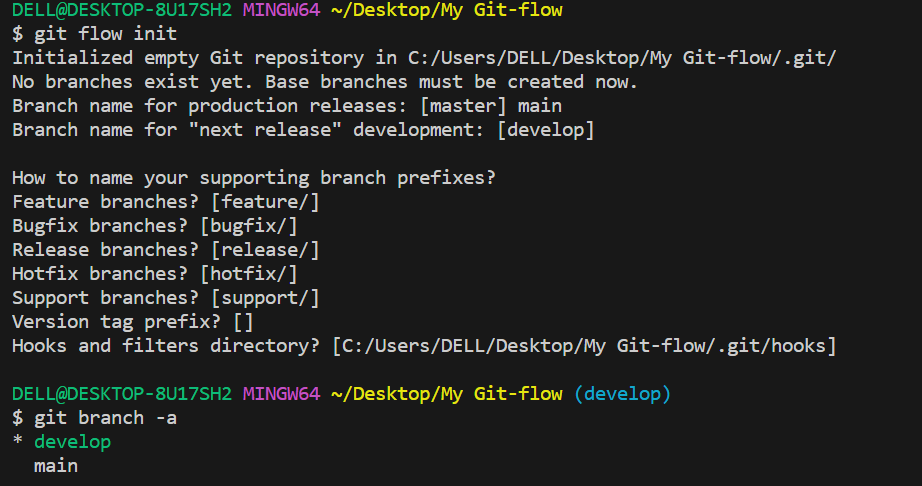 DELL@DESKTOP-8U17SH2 MINGW64 ~/Desktop/My Git-flow
$ git flow init
Initialized empty Git repository in C:/Users/DELL/Desktop/My Git-flow/.git/
No branches exist yet. Base branches must be created now.
Branch name for production releases: [master] main
Branch name for "next release" development: [develop]
How to name your supporting branch prefixes?
Feature branches? [feature/]
Bugfix branches? [bugfix/]
Release branches? [release/]
Hotfix branches? [hotfix/]
Support branches? [support/]
Version tag prefix? []
Hooks and filters directory? [C:/Users/DELL/Desktop/My Git-flow/.git/hooks]
DELL@DESKTOP-8U17SH2 MINGW64 ~/Desktop/My Git-flow (develop)
$ git branch -a
* develop
main